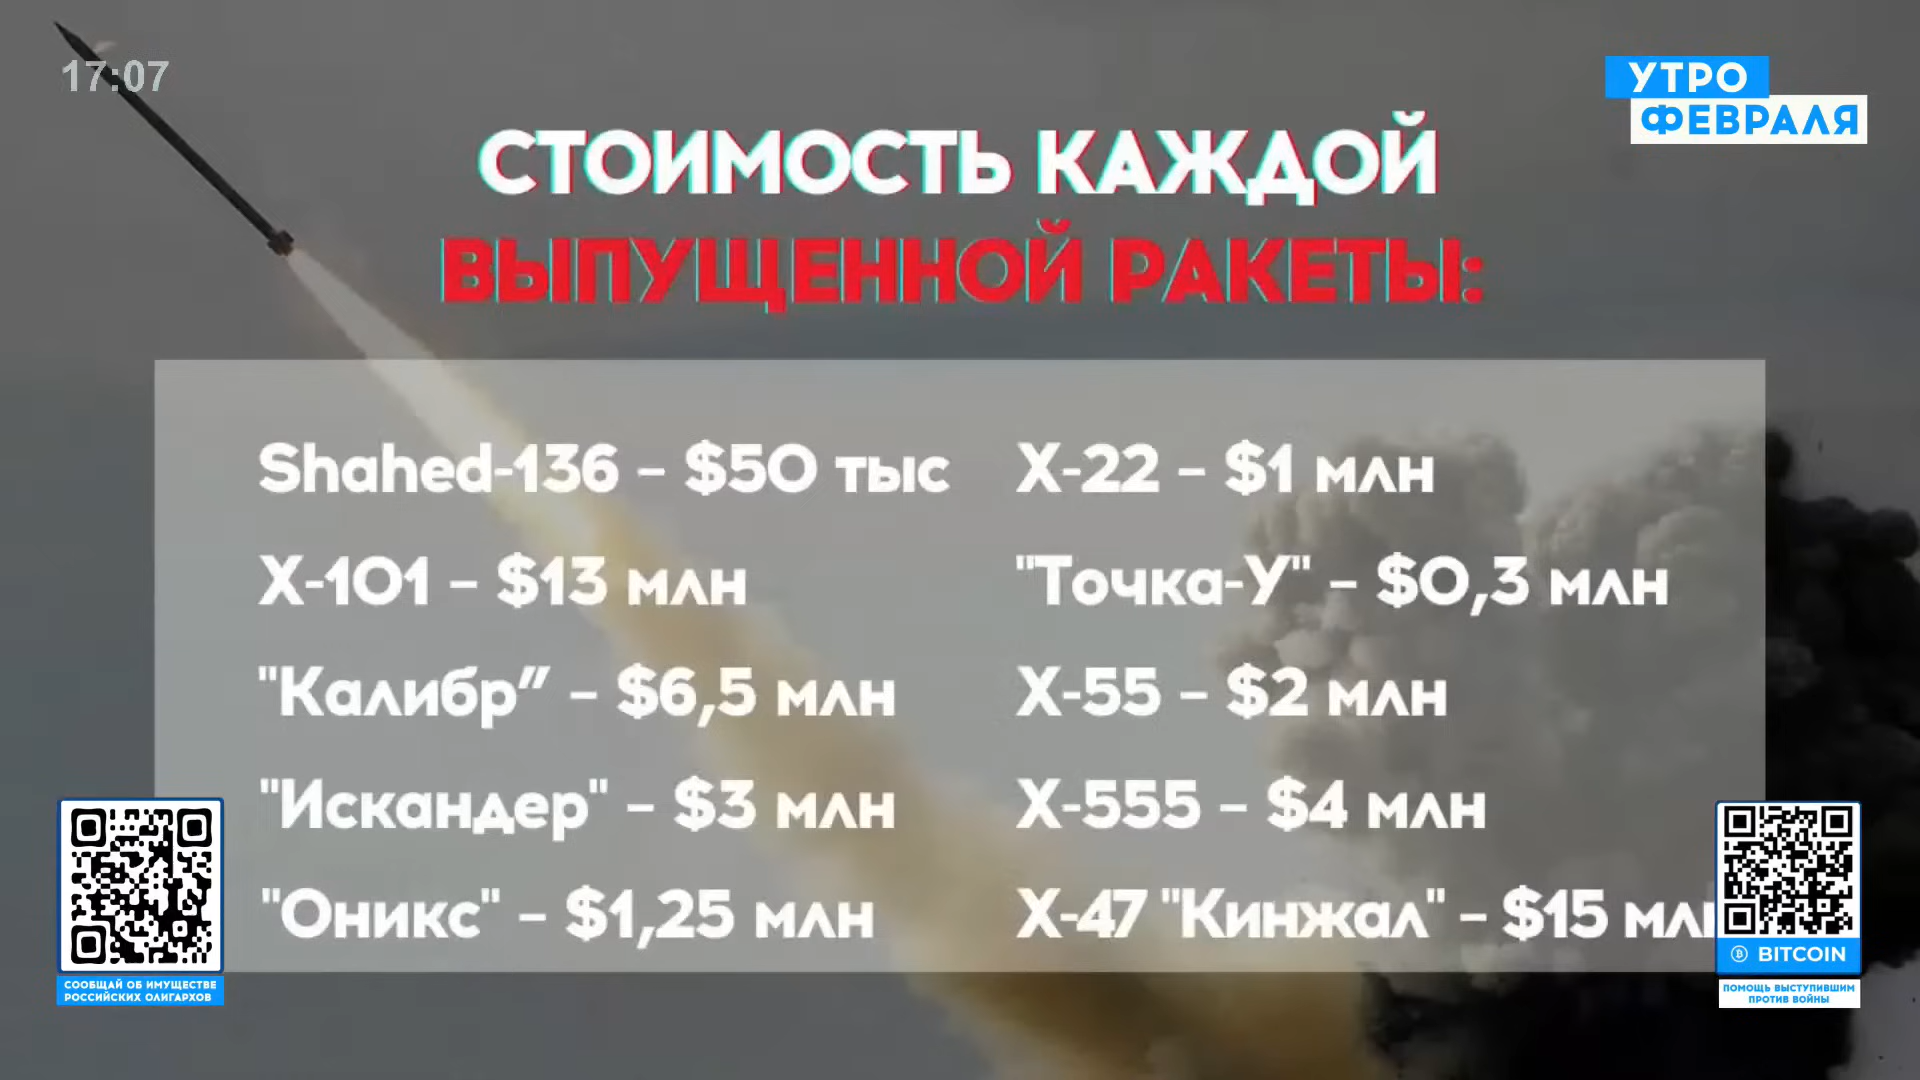 17:07
УТРО
ФЕВРАЛЯ
СТОИМОСТЬ КАЖДОЙ
ВЫПУЩЕННОЙ РАКЕТЫ:
Shahed-136 – $50 тыс
Х-101 – $13 млн
"Калибр” – $6,5 млн
"Искандер" – $3 млн
"Оникс" – $1,25 млн
Х-22 – $1 млн
"Точка-У" – $0,3 млн
Х-55 – $2 млн
Х-555 – $4 млн
Х-47 "Кинжал" – $15 мл
СООБЩАЙ ОБ ИМУЩЕСТВЕ
РОССИЙСКИХ ОЛИГАРХОВ
BITCOIN
ПОМОЩЬ ВЫСТУПИВШИМ
ПРОТИВ ВОЙНЫ